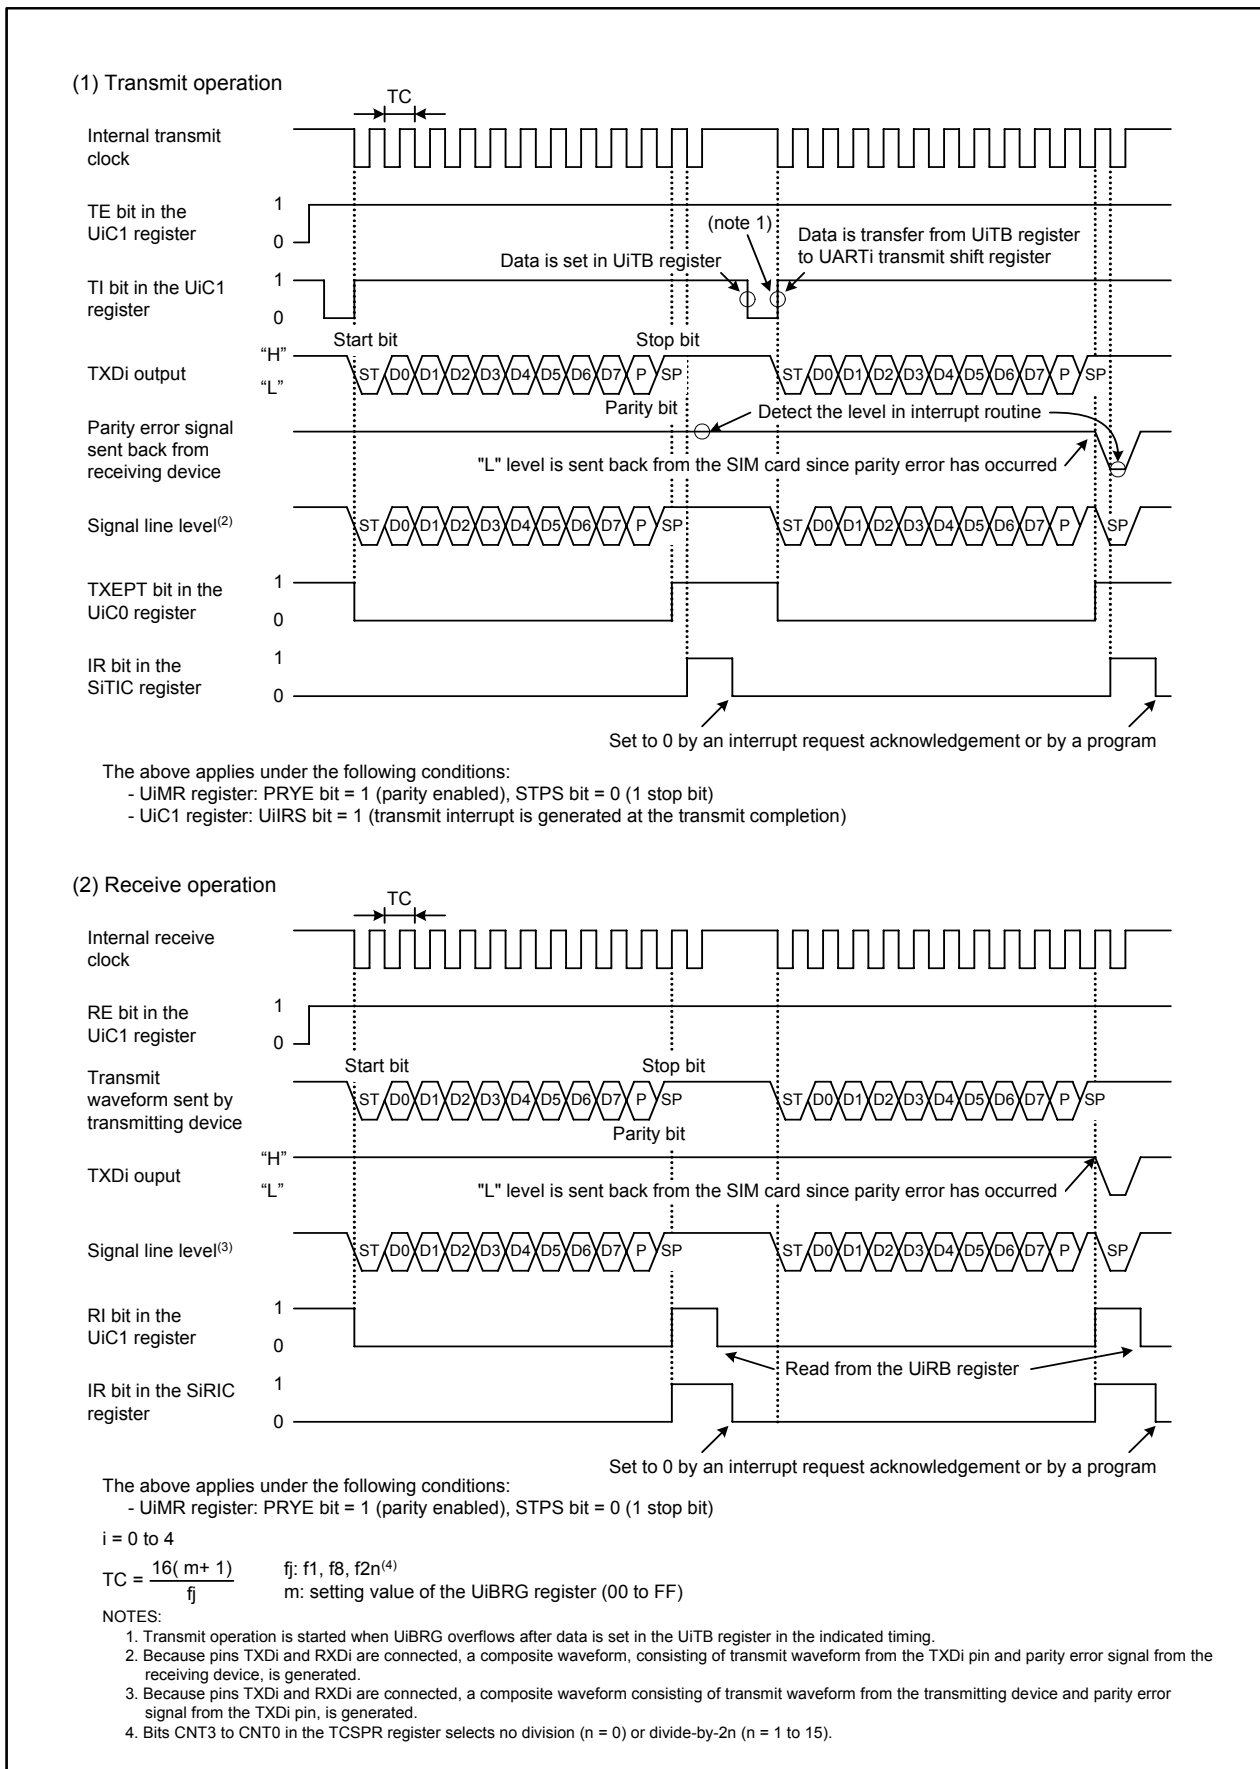 (1) Transmit operation
TC
Internal transmit
clock
TE bit in the
UiC1 register
1
0
(note 1)
Data is set in UiTB register
Data is transfer from UiTB register
to UARTi transmit shift register
TI bit in the UiC1
register
1
0
Start bit
Stop bit
TXDi output
“H”
“L”
ST D0 D1 D2 D3 D4 D5 D6 D7 P SP
ST D0 D1 D2 D3 D4 D5 D6 D7 P SP
Parity bit
Detect the level in interrupt routine
Parity error signal
sent back from
receiving device
"L" level is sent back from the SIM card since parity error has occurred
Signal line level(2)
ST D0 D1 D2 D3 D4 D5 D6 D7 P SP
ST D0 D1 D2 D3 D4 D5 D6 D7 P SP
TXEPT bit in the
UiC0 register
1
0
IR bit in the
SiTIC register
1
0
Set to 0 by an interrupt request acknowledgement or by a program
The above applies under the following conditions:
- UiMR register: PRYE bit = 1 (parity enabled), STPS bit = 0 (1 stop bit)
- UiC1 register: UiIRS bit = 1 (transmit interrupt is generated at the transmit completion)
(2) Receive operation
TC
Internal receive
clock
RE bit in the
UiC1 register
1
0
Start bit
Stop bit
Transmit
waveform sent by
transmitting device
ST D0 D1 D2 D3 D4 D5 D6 D7 P SP
ST D0 D1 D2 D3 D4 D5 D6 D7 P SP
Parity bit
TXDi ouput
“H”
“L”
"L" level is sent back from the SIM card since parity error has occurred
Signal line level(3)
ST D0 D1 D2 D3 D4 D5 D6 D7 P SP
ST D0 D1 D2 D3 D4 D5 D6 D7 P SP
RI bit in the
UiC1 register
1
0
Read from the UiRB register
IR bit in the SiRIC
register
1
0
Set to 0 by an interrupt request acknowledgement or by a program
The above applies under the following conditions:
- UiMR register: PRYE bit = 1 (parity enabled), STPS bit = 0 (1 stop bit)
i = 0 to 4
TC = 16( m+ 1) / fj
fj: f1, f8, f2n(4)
m: setting value of the UiBRG register (00 to FF)
NOTES:
1. Transmit operation is started when UiBRG overflows after data is set in the UiTB register in the indicated timing.
2. Because pins TXDi and RXDi are connected, a composite waveform, consisting of transmit waveform from the TXDi pin and parity error signal from the
receiving device, is generated.
3. Because pins TXDi and RXDi are connected, a composite waveform consisting of transmit waveform from the transmitting device and parity error
signal from the TXDi pin, is generated.
4. Bits CNT3 to CNT0 in the TCSPR register selects no division (n = 0) or divide-by-2n (n = 1 to 15).